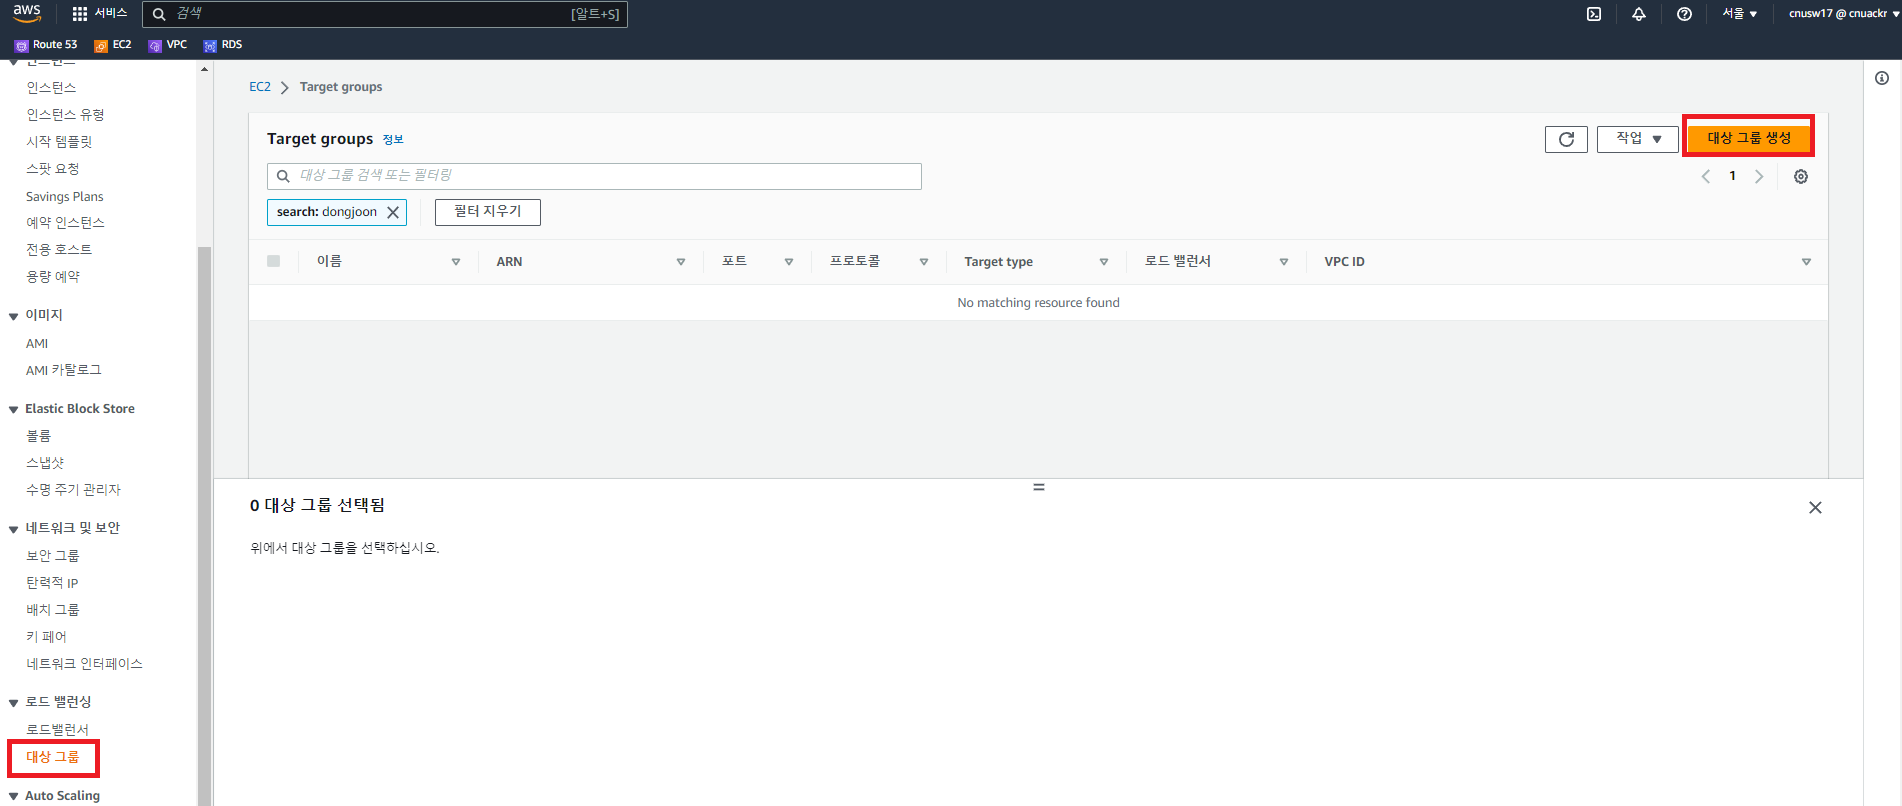 aws
서비스
검색
[알트+S]
서울
cnusw17 @ cnuackr
Route 53
EC2
VPC
RDS
인스턴스
인스턴스
인스턴스 유형
시작 템플릿
스팟 요청
Savings Plans
예약 인스턴스
전용 호스트
용량 예약
이미지
AMI
AMI 카탈로그
Elastic Block Store
볼륨
스냅샷
수명 주기 관리자
네트워크 및 보안
보안 그룹
탄력적 IP
배치 그룹
키 페어
네트워크 인터페이스
로드 밸런싱
로드밸런서
대상 그룹
Auto Scaling
EC2
Target groups
Target groups 정보
작업
대상 그룹 생성
대상 그룹 검색 또는 필터링
1
search: dongjoon
필터 지우기
이름
ARN
포트
프로토콜
Target type
로드 밸런서
VPC ID
No matching resource found
0 대상 그룹 선택됨
위에서 대상 그룹을 선택하십시오.